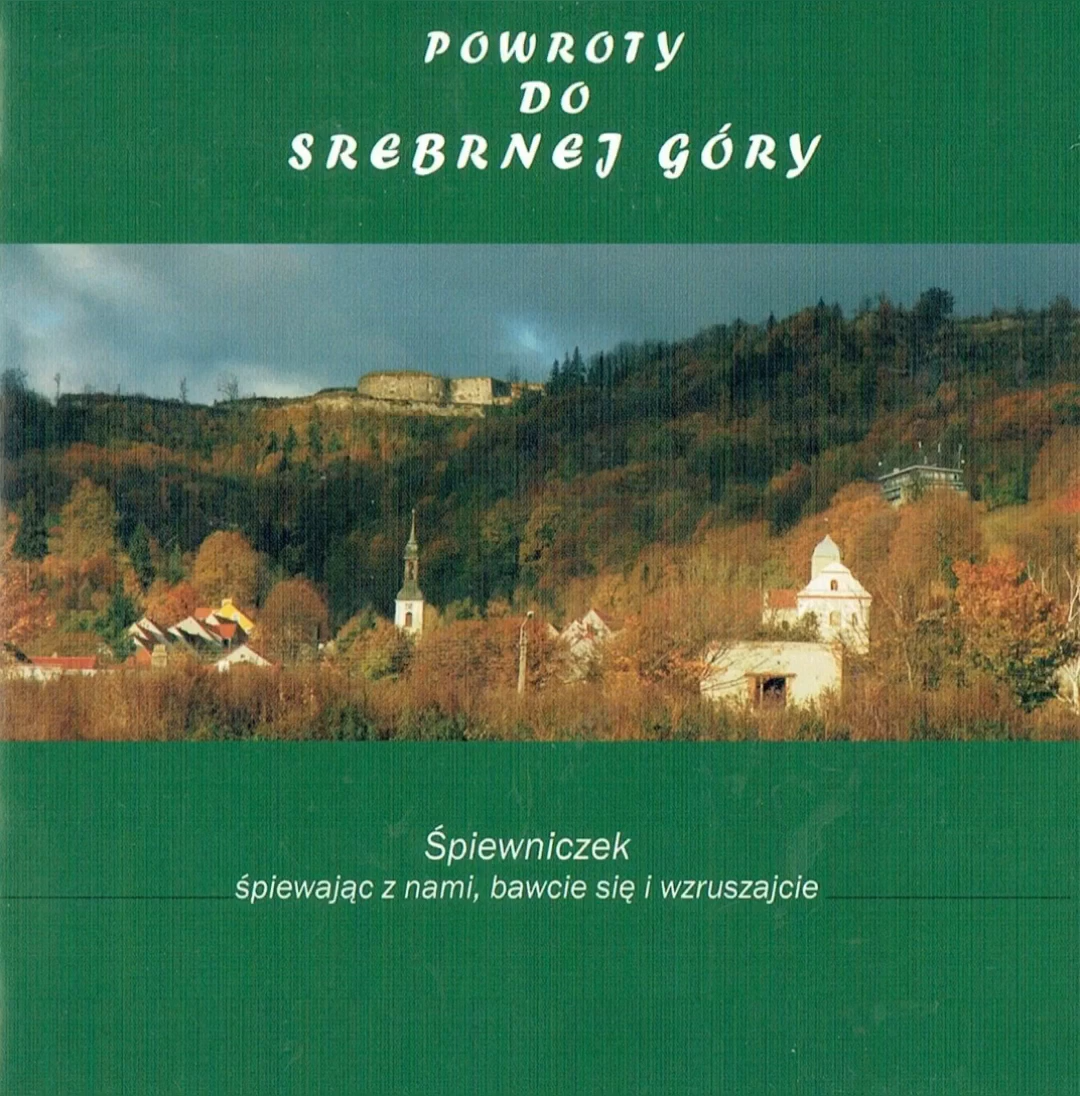 POWROTY
DO
SREBRNEJ GÓRY
Śpiewniczek
śpiewając z nami, bawcie się i wzruszajcie